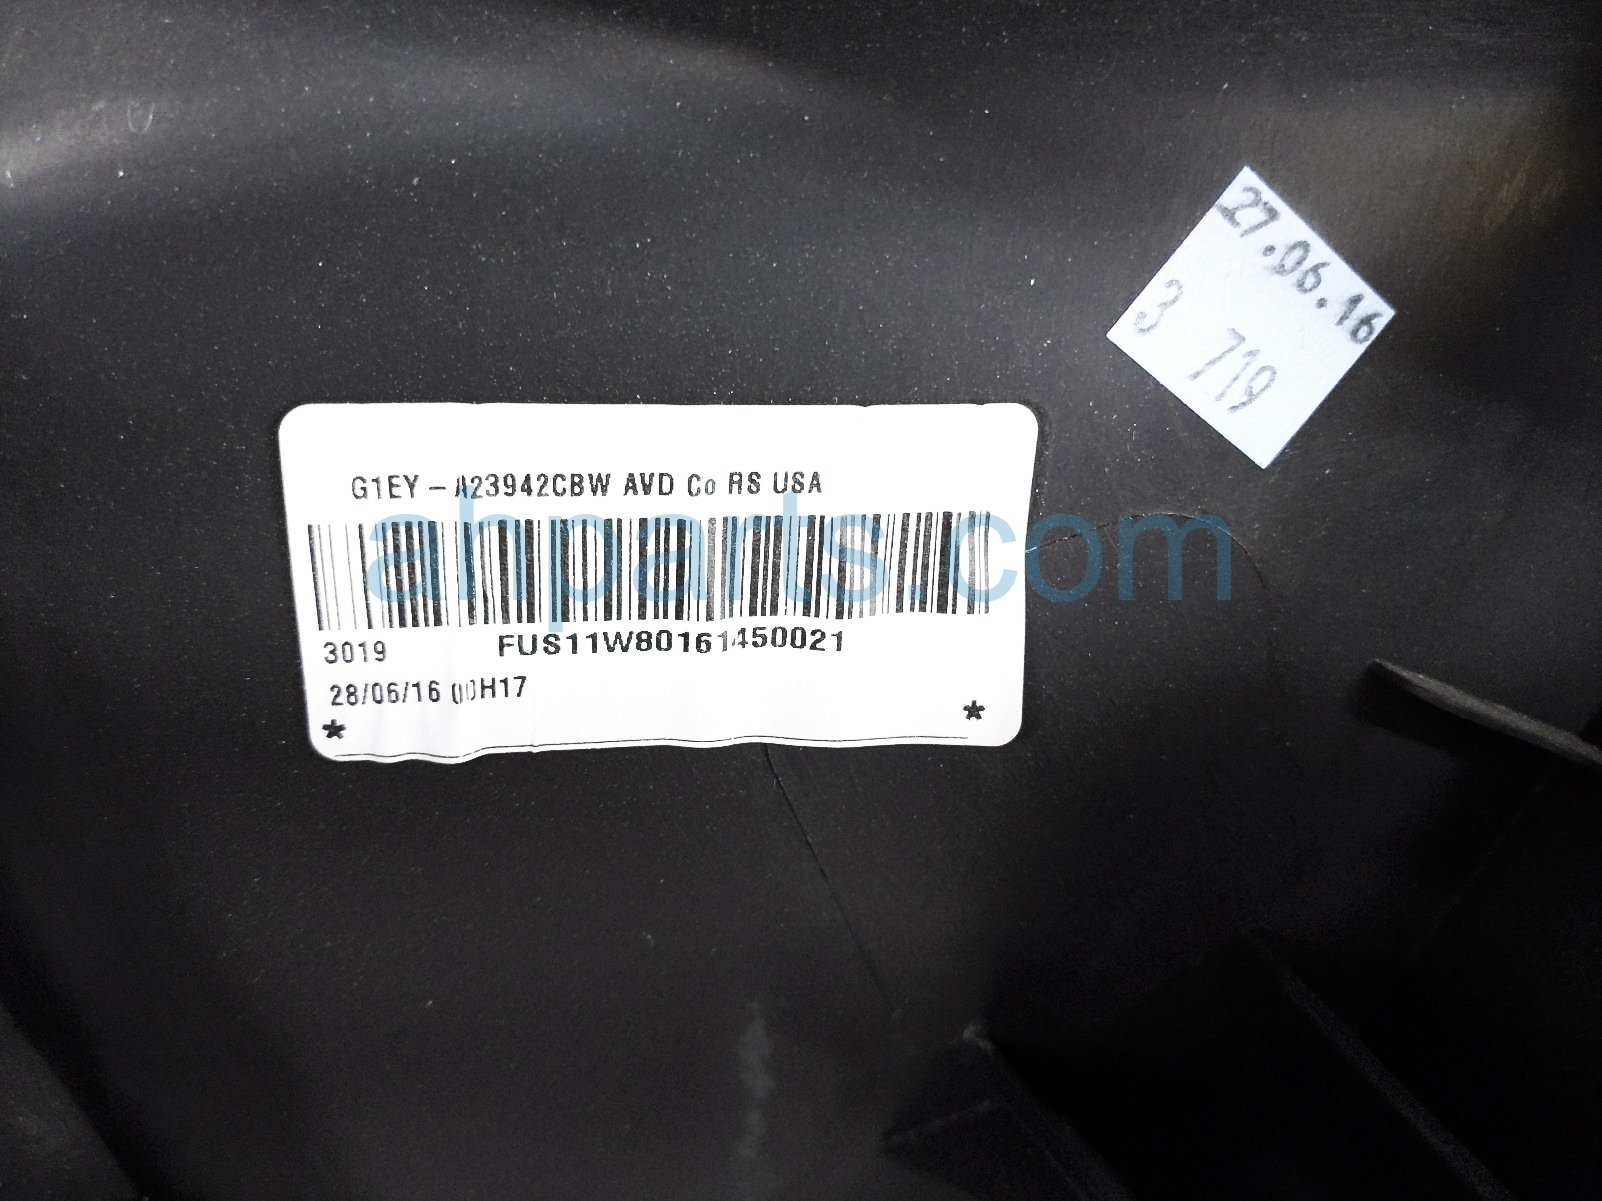 27.06.16
3 719
G1EY - A23942CBW AVD Co RS USA
ahparts.com
3019 FUS11W80161450021
28/06/16 00H17
* *